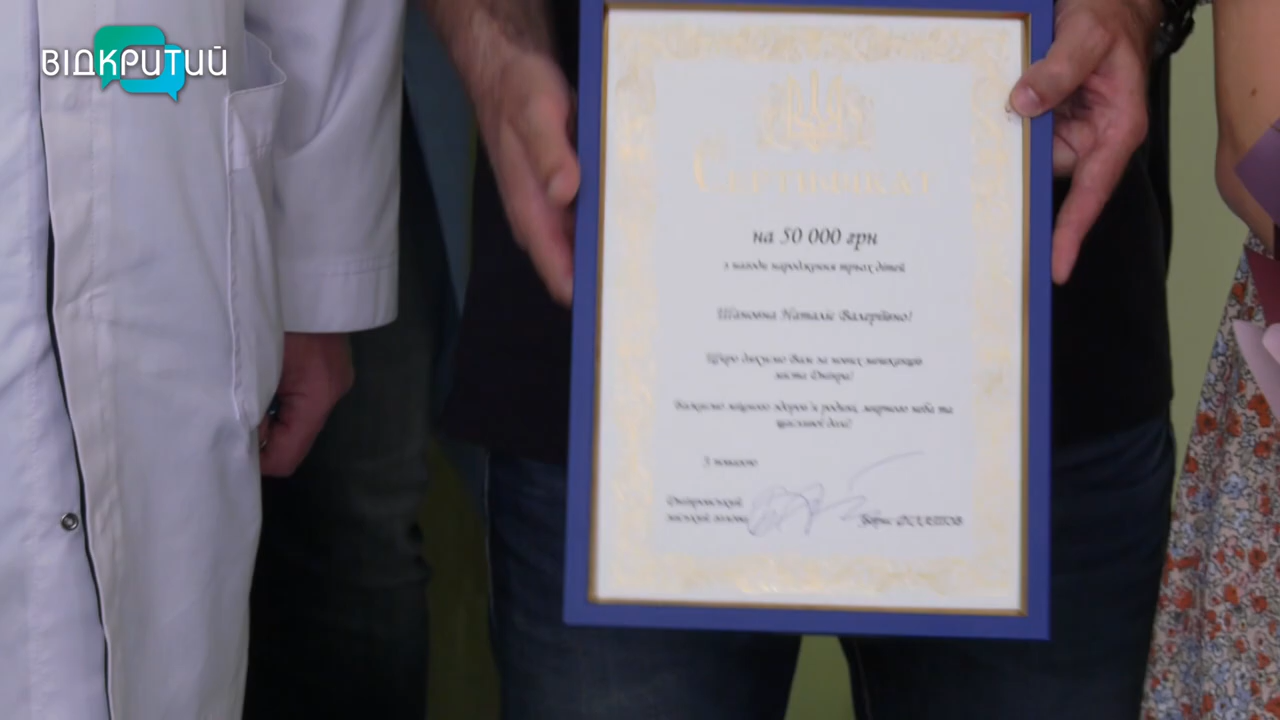 ВІДКРИТИЙ
СЕРТИФІКАТ
на 50 000 грн
з нагоди народження трьох дітей
Шановна Наталіє Валеріївно!
Щиро дякуємо Вам за нових мешканців
міста Дніпра!
Бажаємо міцного здоров'я родині, мирного неба та
щасливої долі!
З повагою
Дніпровський
міський голова
Борис ФІЛАТОВ